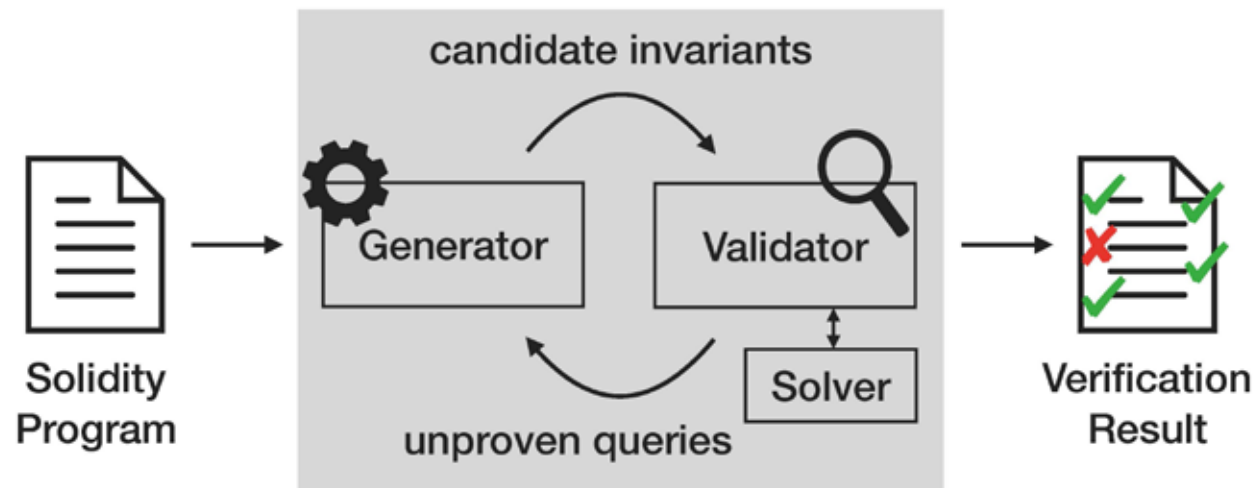 candidate invariants
Generator
Validator
Solver
unproven queries
Solidity
Program
Verification
Result